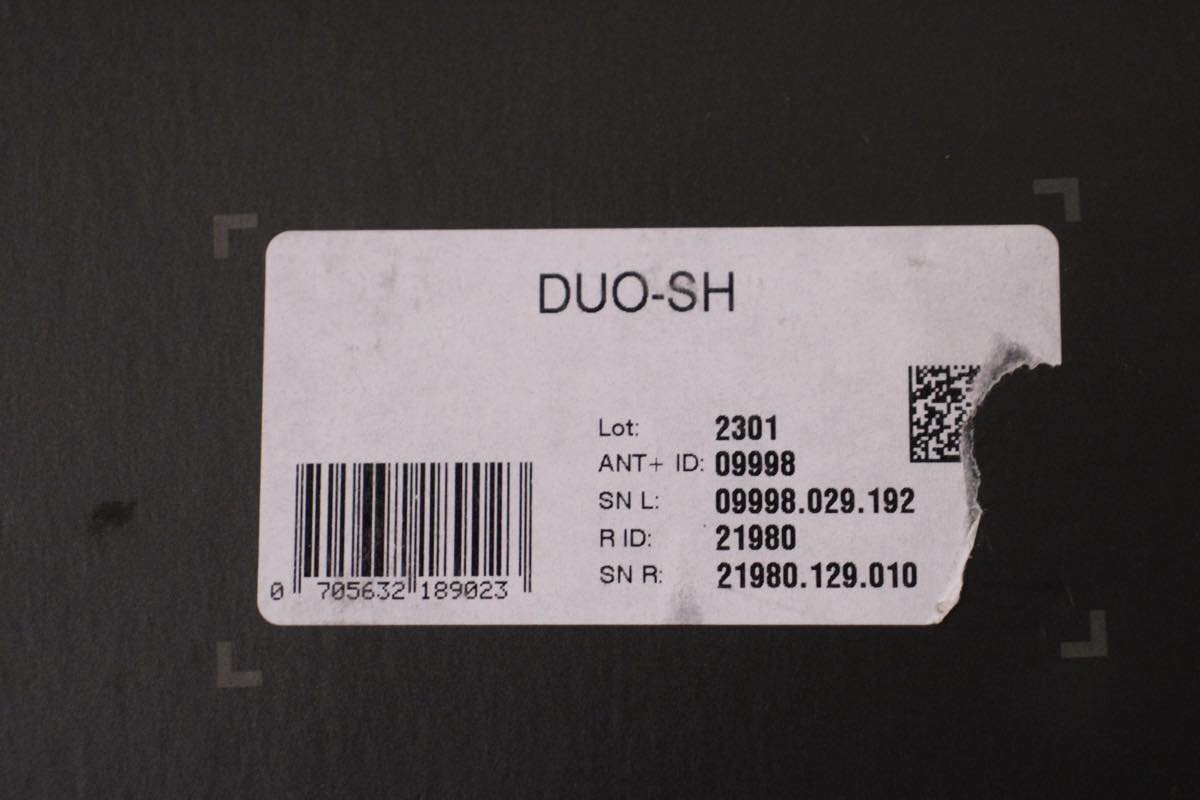 DUO-SH
Lot: 2301
ANT+ ID: 09998
SN L: 09998.029.192
R ID: 21980
SN R: 21980.129.010
0 705632 189023